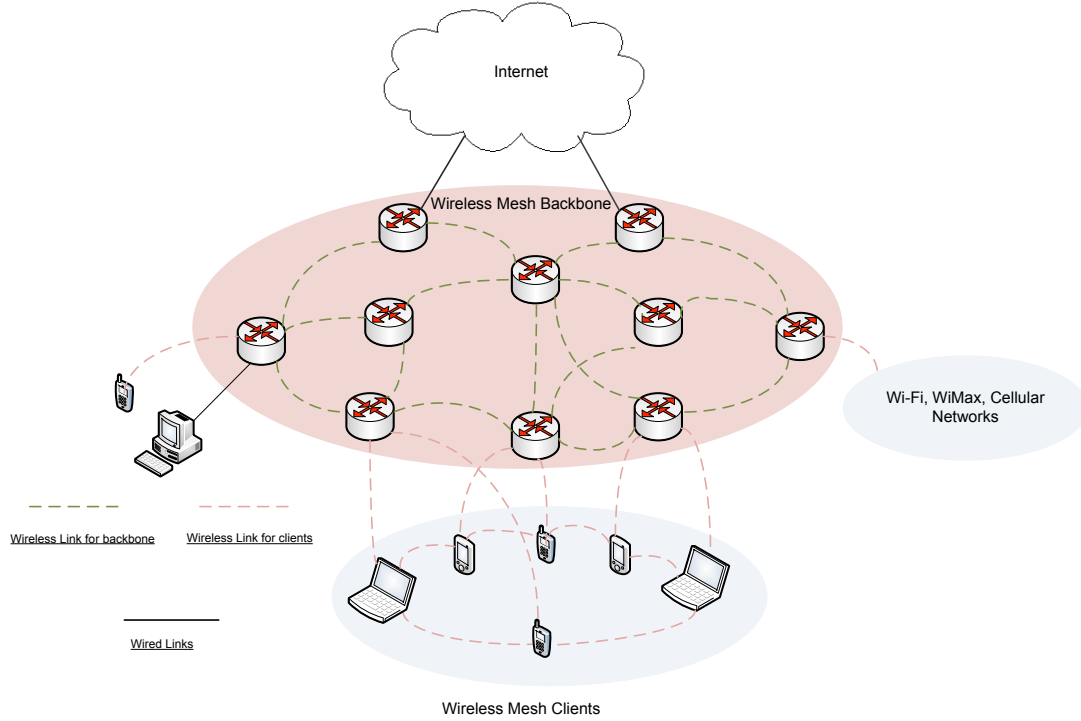 Internet
Wireless Mesh Backbone
Wi-Fi, WiMax, Cellular
Networks
Wireless Link for backbone
Wireless Link for clients
Wired Links
Wireless Mesh Clients